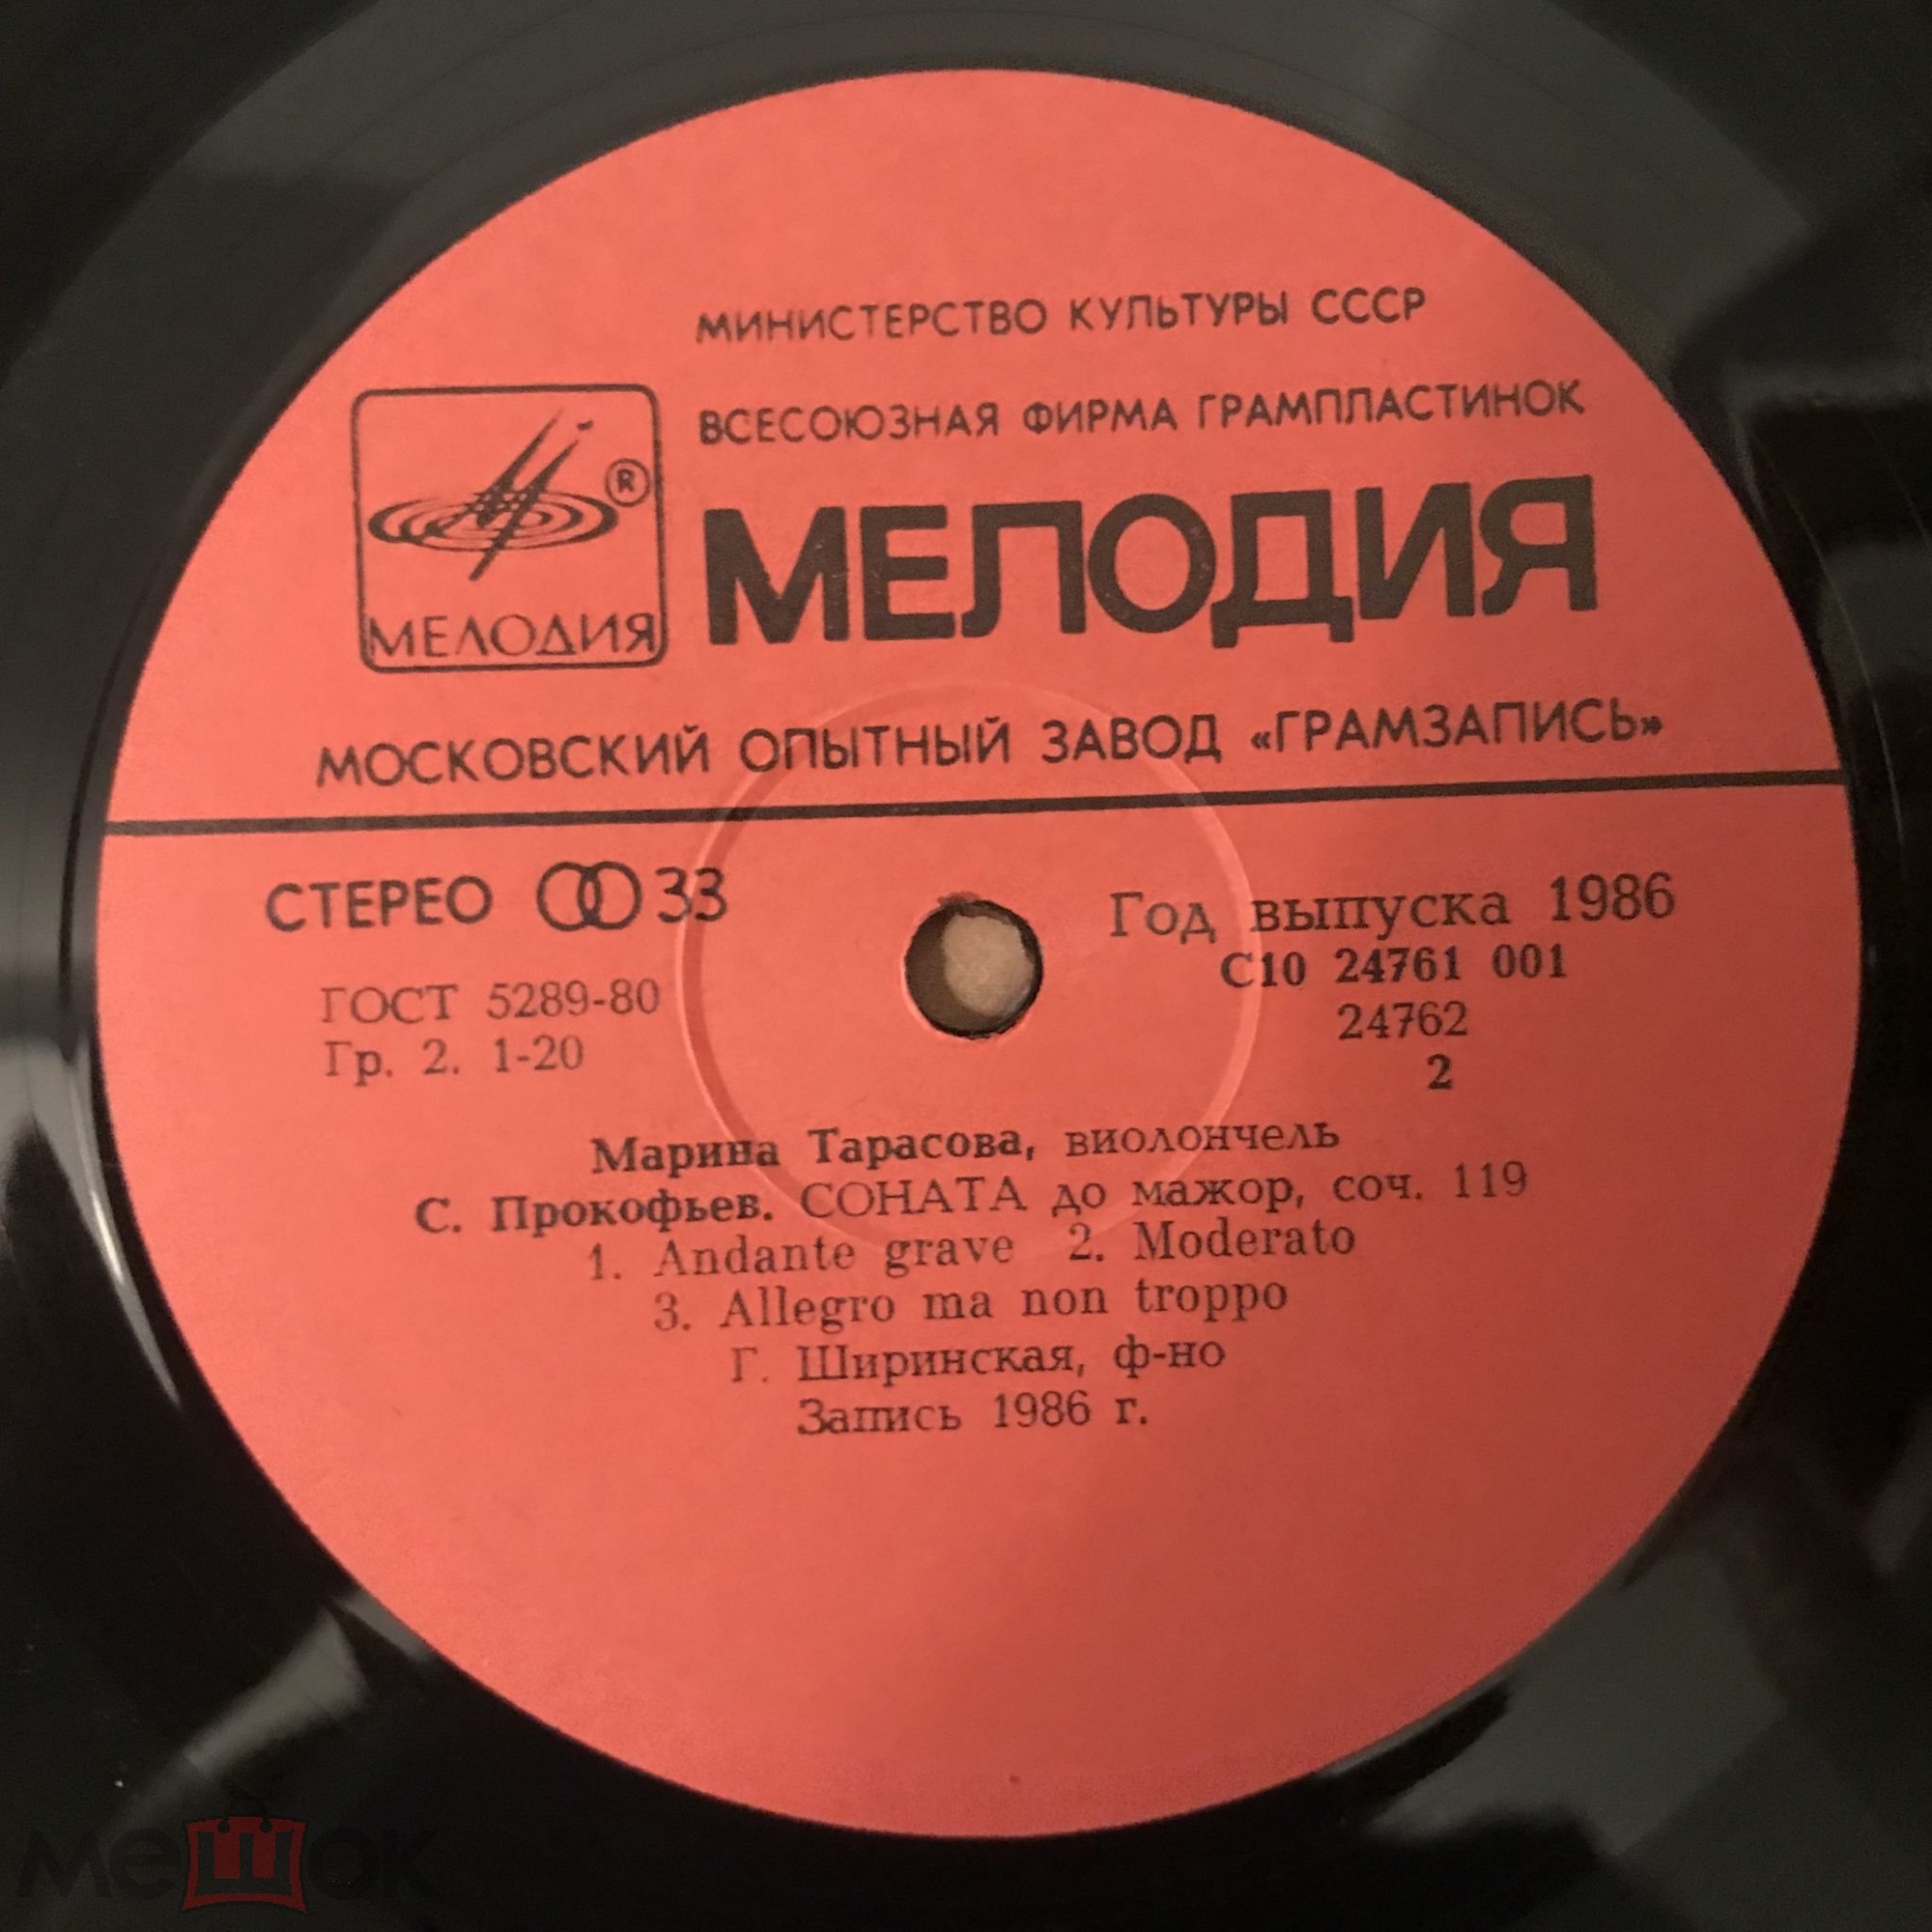 МИНИСТЕРСТВО КУЛЬТУРЫ СССР
ВСЕСОЮЗНАЯ ФИРМА ГРАМПЛАСТИНОК
®
МЕЛОДИЯ
МЕЛОДИЯ
МОСКОВСКИЙ ОПЫТНЫЙ ЗАВОД «ГРАМЗАПИСЬ»
СТЕРЕО 33
Год выпуска 1986
ГОСТ 5289-80
С10 24761 001
Гр. 2. 1-20
24762
2
Марина Тарасова, виолончель
С. Прокофьев. СОНАТА до мажор, соч. 119
1. Andante grave 2. Moderato
3. Allegro ma non troppo
Г. Ширинская, ф-но
Запись 1986 г.
мешок